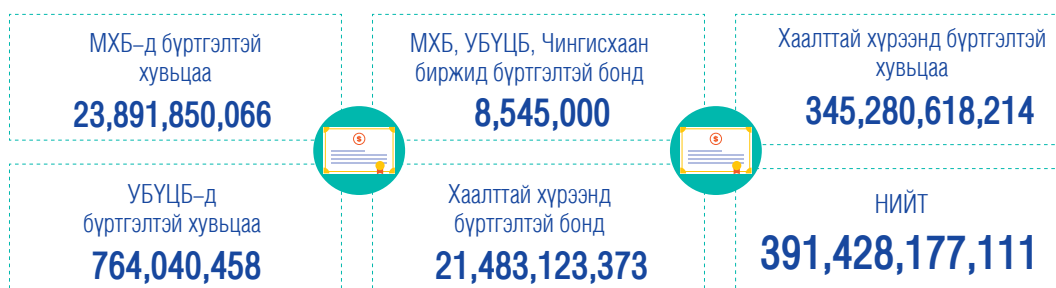 МХБ–д бүртгэлтэй
хувьцаа
23,891,850,066
МХБ, УБҮЦБ, Чингисхаан
биржид бүртгэлтэй бонд
8,545,000
Хаалттай хүрээнд бүртгэлтэй
хувьцаа
345,280,618,214
УБҮЦБ–д
бүртгэлтэй хувьцаа
764,040,458
Хаалттай хүрээнд
бүртгэлтэй бонд
21,483,123,373
НИЙТ
391,428,177,111
$
$